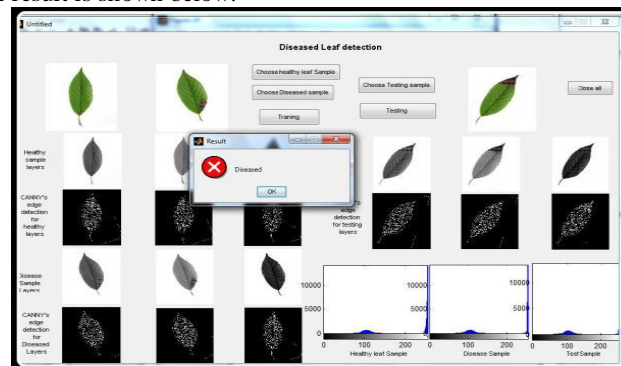 result is shown below.
Untitled
Diseased Leaf detection
Choose healthy leaf Sample
Choose Diseased sample
Traning
Choose Testing sample
Testing
Close all
Result
Diseased
OK
Healthy
sample
layers
CANNY's
edge
detection
for
healthy
layers
edge
detection
for testing
layers
Disease
Sample
Layers
CANNY's
edge
detection
for
Diseased
Layers
10000
5000
0
0 100 200
Healthy leaf Sample
10000
5000
0
0 100 200
Disease Sample
10000
5000
0
0 100 200
Test Sample